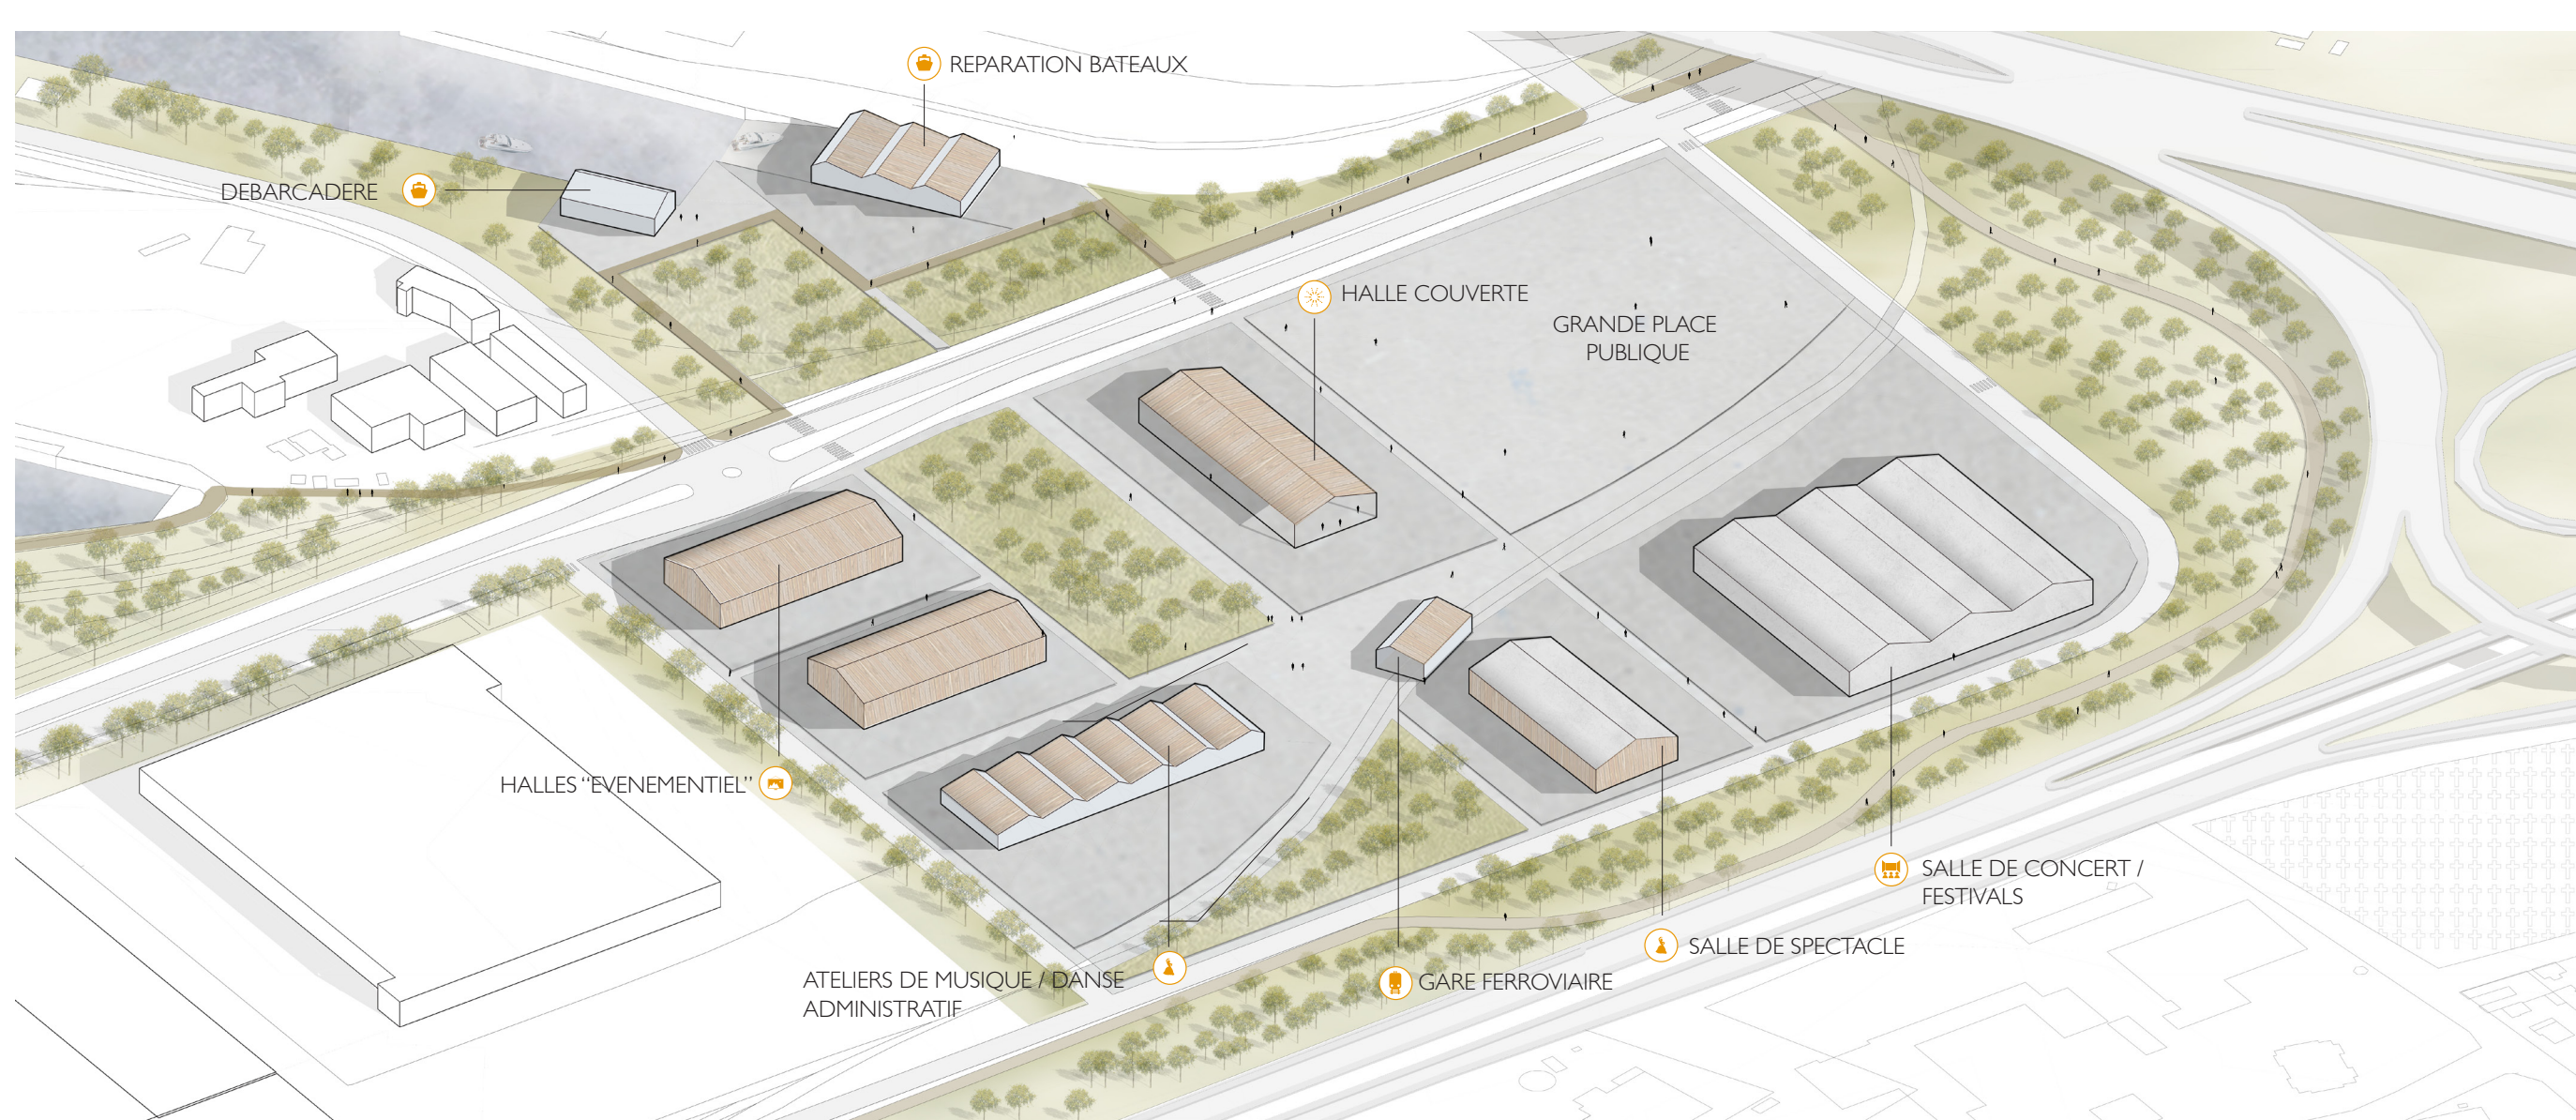 REPARATION BATEAUX
DEBARCADERE
HALLE COUVERTE
GRANDE PLACE
PUBLIQUE
HALLES “EVENEMENTIEL”
SALLE DE CONCERT /
FESTIVALS
SALLE DE SPECTACLE
ATELIERS DE MUSIQUE / DANSE
ADMINISTRATIF
GARE FERROVIAIRE